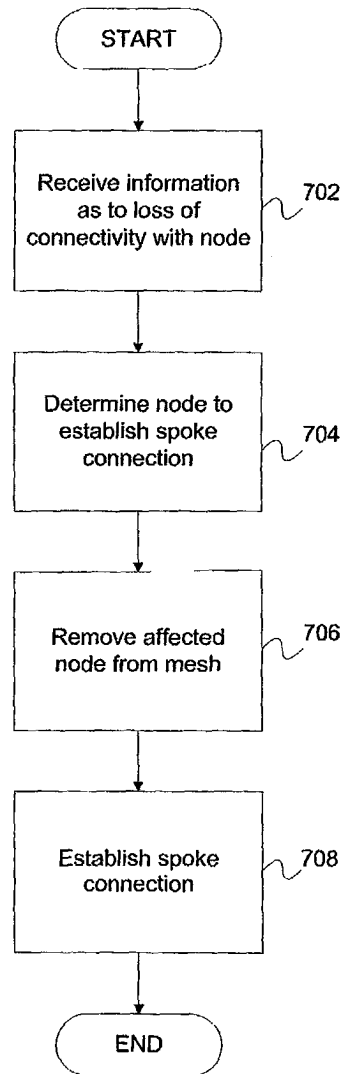 START
Receive information
as to loss of
connectivity with node
702
Determine node to
establish spoke
connection
704
Remove affected
node from mesh
706
Establish spoke
connection
708
END